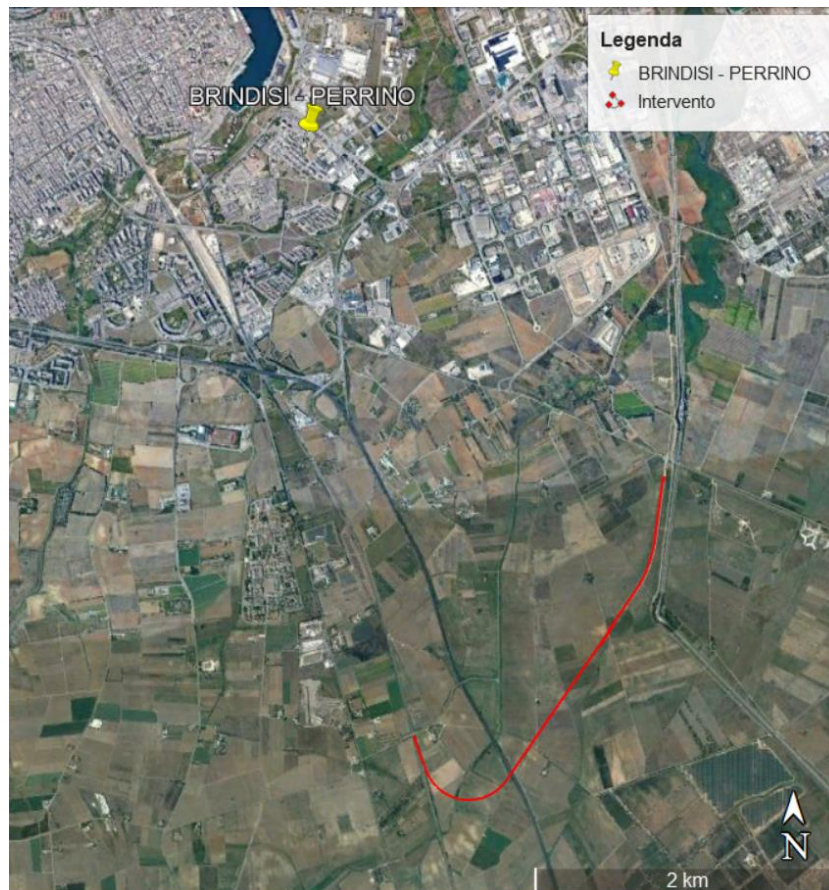 Legenda
BRINDISI - PERRINO
Intervento
BRINDISI - PERRINO
N
2 km